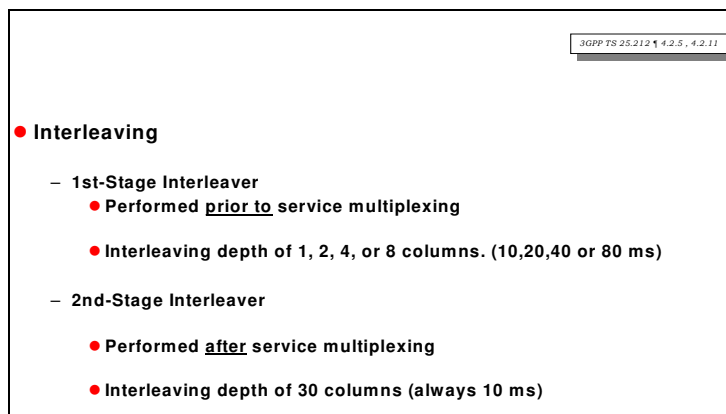 3GPP TS 25.212 ¶ 4.2.5 , 4.2.11
● Interleaving
– 1st-Stage Interleaver
● Performed prior to service multiplexing
● Interleaving depth of 1, 2, 4, or 8 columns. (10,20,40 or 80 ms)
– 2nd-Stage Interleaver
● Performed after service multiplexing
● Interleaving depth of 30 columns (always 10 ms)